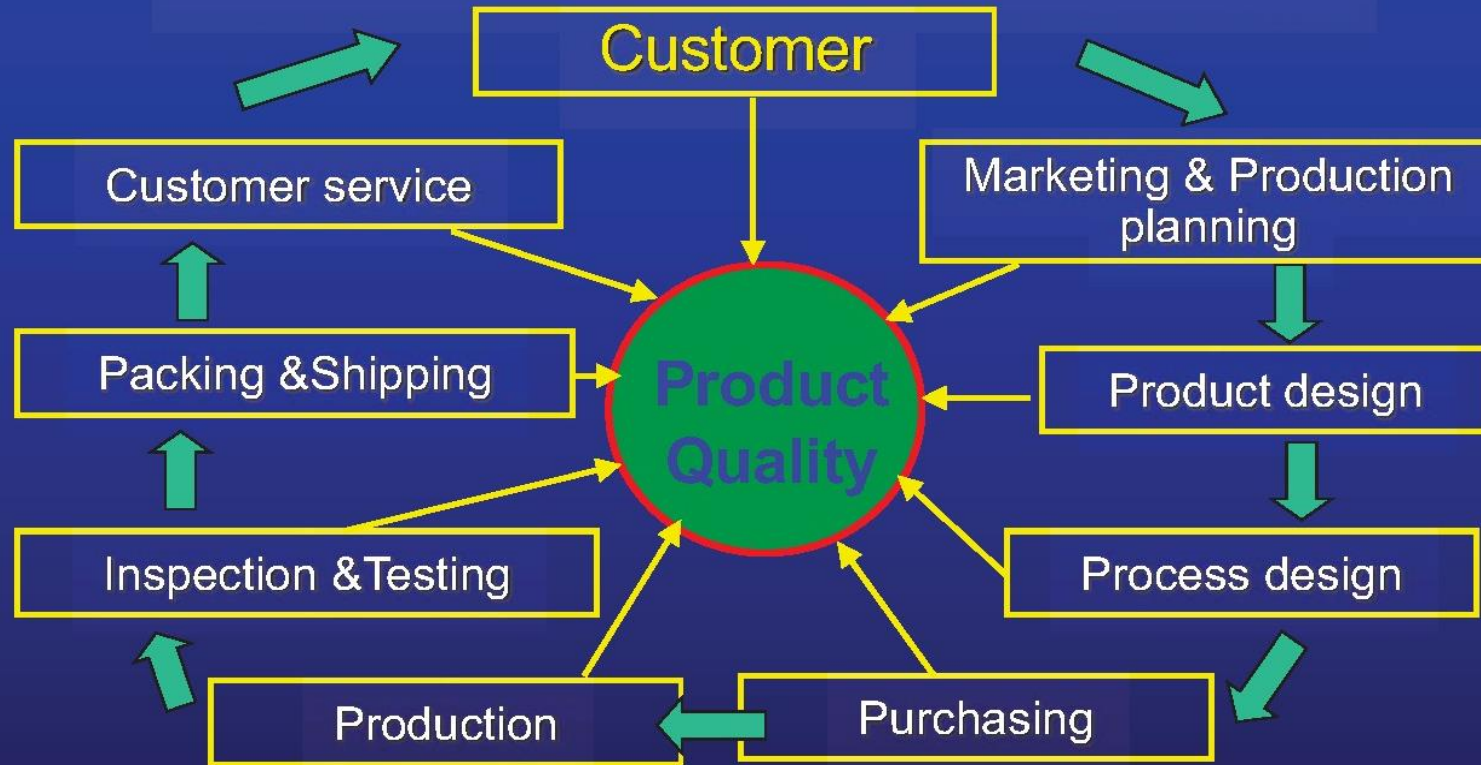 Customer
Customer service
Marketing & Production
planning
Packing &Shipping
Product
Quality
Product design
Inspection &Testing
Process design
Production
Purchasing